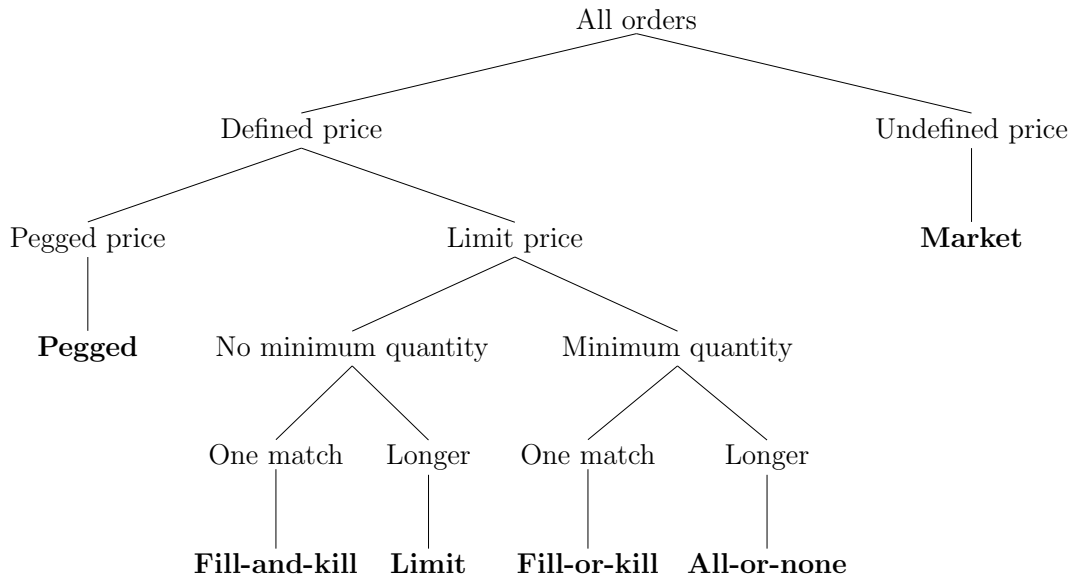 All orders
Defined price
Undefined price
Pegged price
Limit price
Market
Pegged
No minimum quantity
Minimum quantity
One match
Longer
One match
Longer
Fill-and-kill
Limit
Fill-or-kill
All-or-none